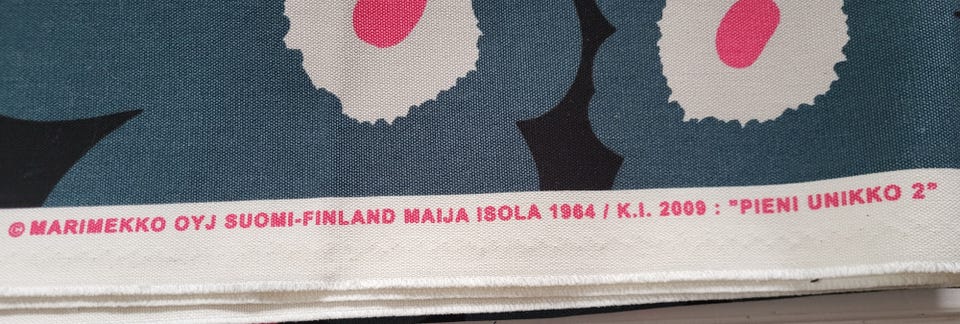 © MARIMEKKO OYJ SUOMI-FINLAND MAIJA ISOLA 1964 / K.I. 2009 : "PIENI UNIKKO 2"